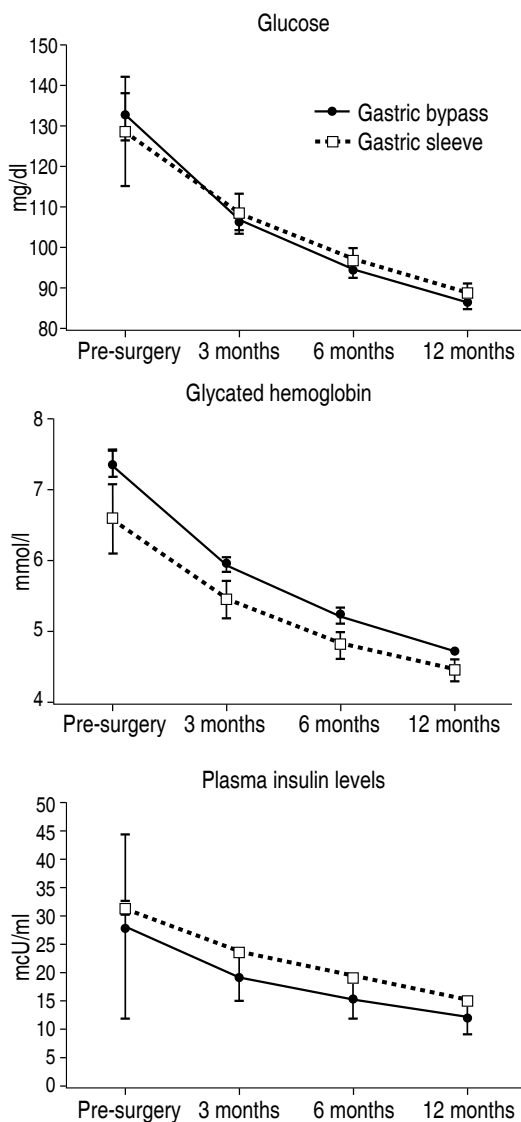 Glucose
150
140
130
120
110
100
90
80
mg/dl
Gastric bypass
Gastric sleeve
Pre-surgery 3 months 6 months 12 months
Glycated hemoglobin
8
7
6
5
4
mmol/l
Pre-surgery 3 months 6 months 12 months
Plasma insulin levels
50
45
40
35
30
25
20
15
10
5
0
mcU/ml
Pre-surgery 3 months 6 months 12 months